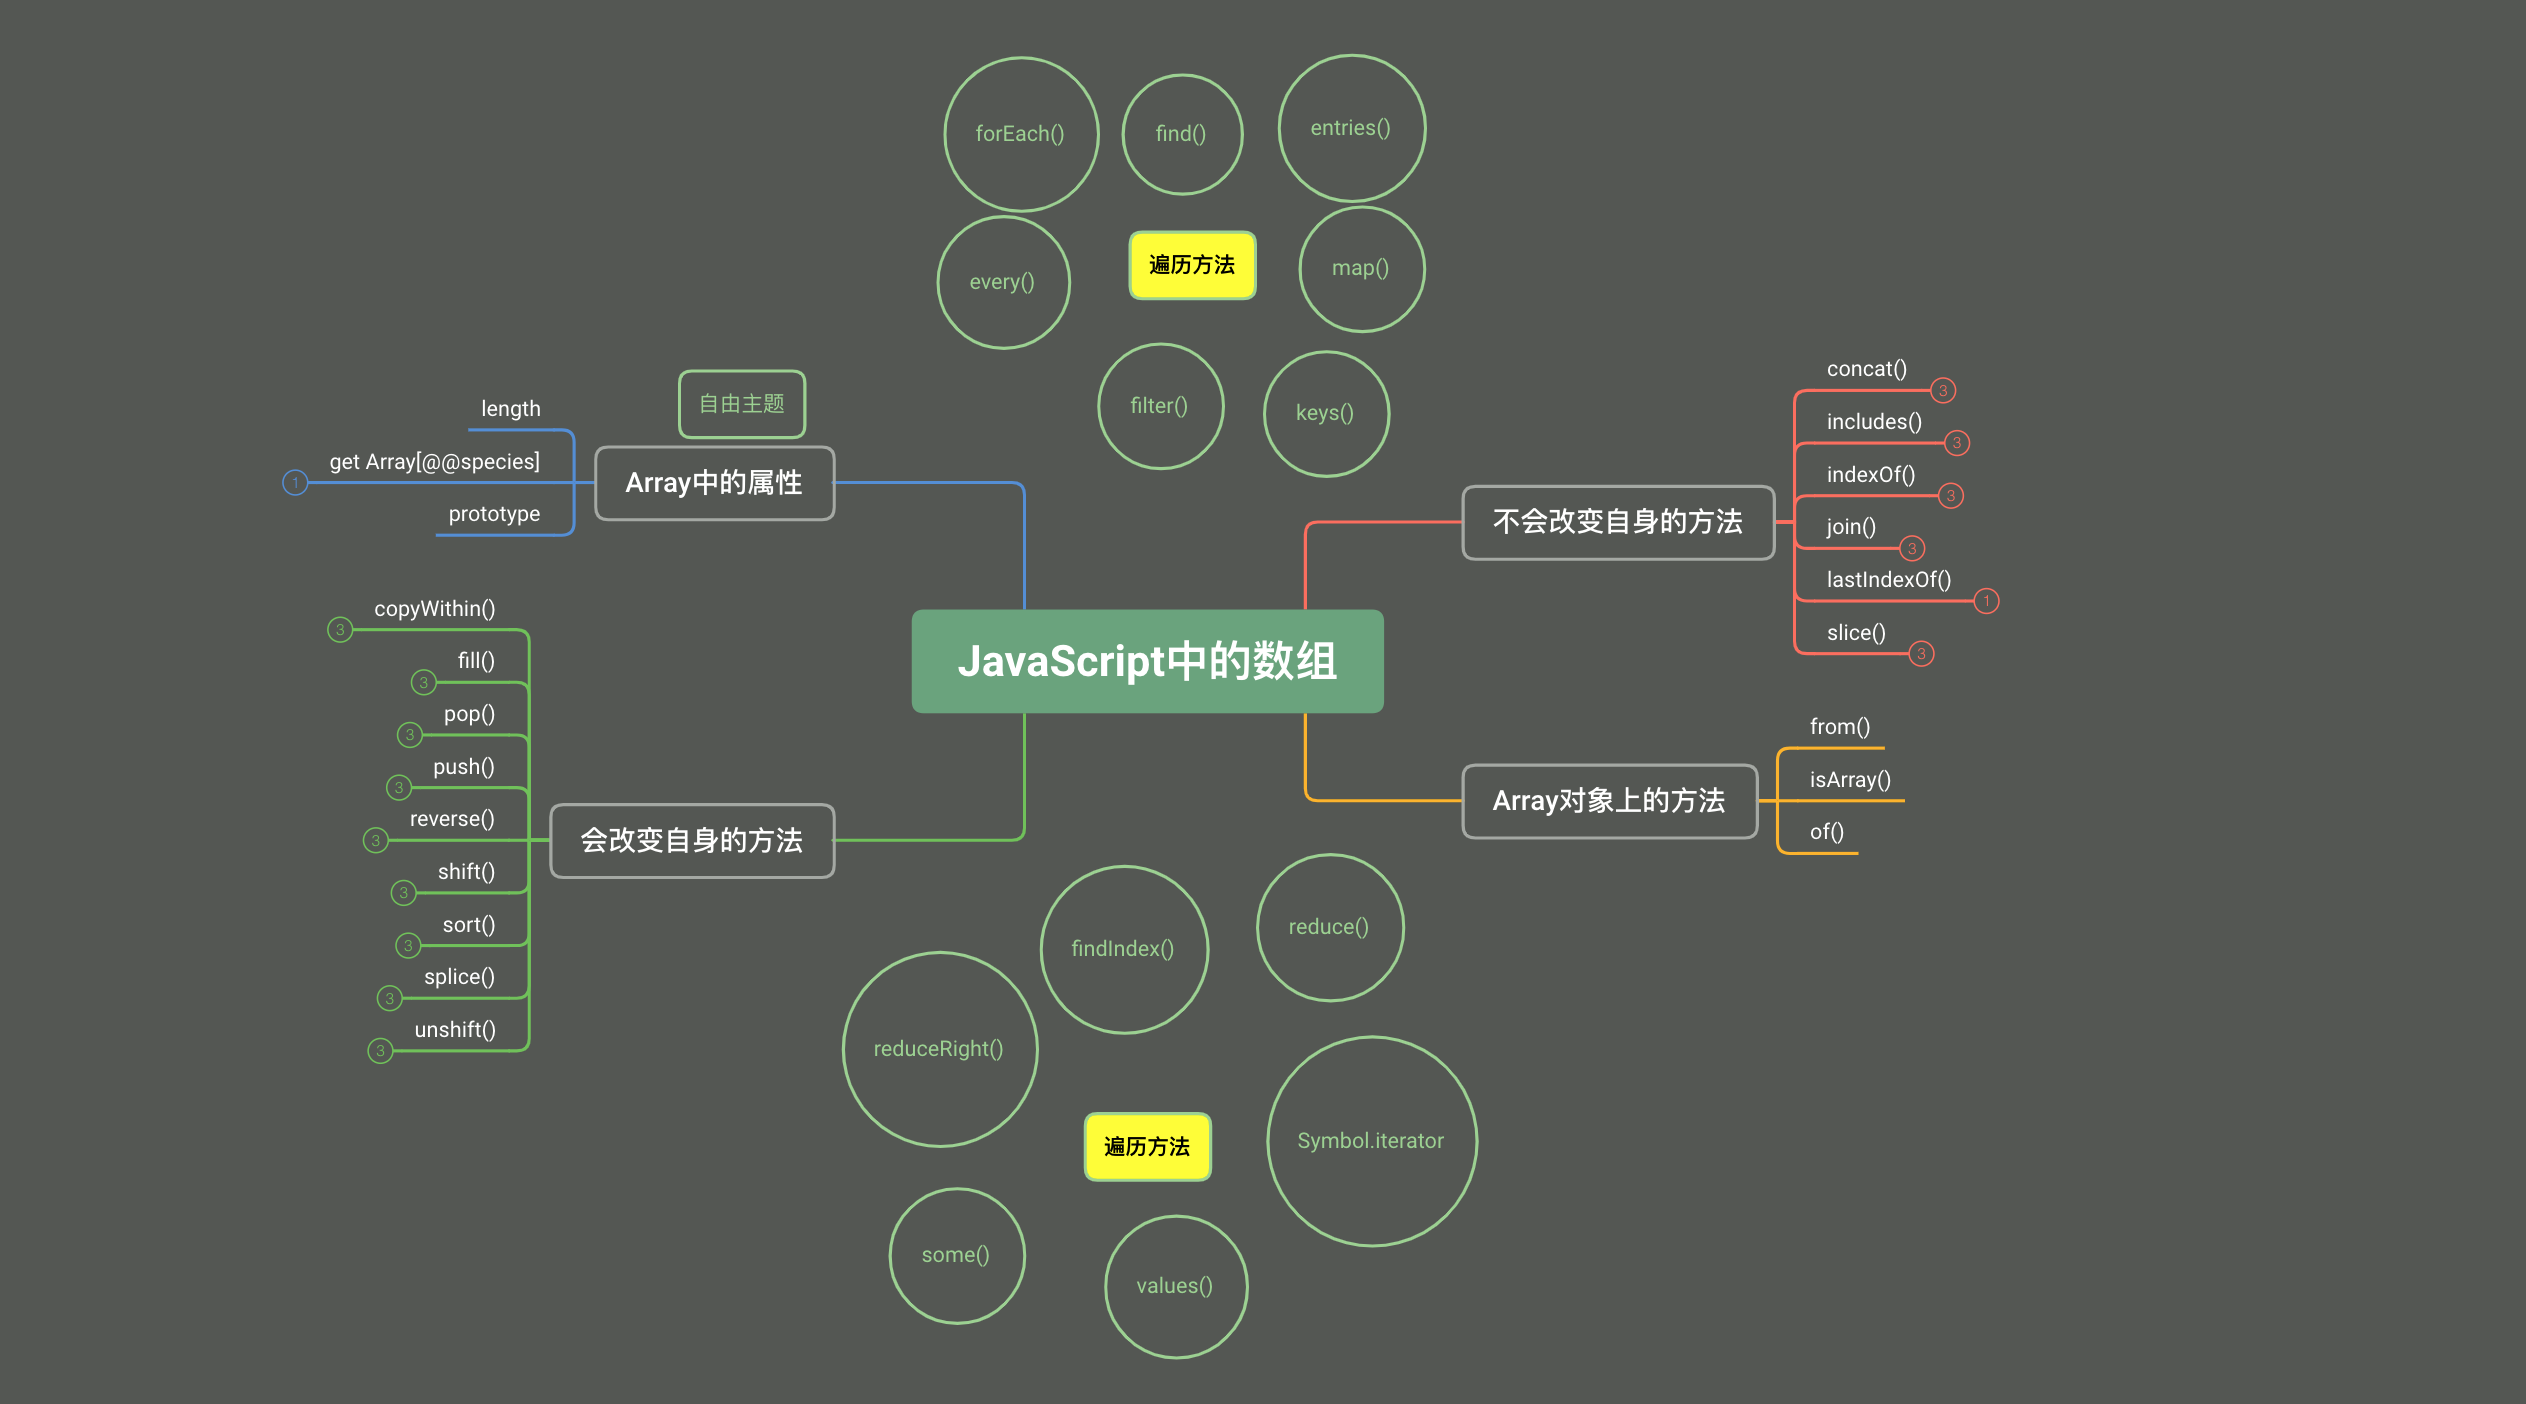 forEach()
find()
entries()
every()
遍历方法
map()
filter()
keys()
自由主题
Array中的属性
length
get Array[@@species]
1
prototype
不会改变自身的方法
concat()
3
includes()
3
indexOf()
3
join()
3
lastIndexOf()
1
slice()
3
JavaScript中的数组
会改变自身的方法
copyWithin()
3
fill()
3
pop()
3
push()
3
reverse()
3
shift()
3
sort()
3
splice()
3
unshift()
3
Array对象上的方法
from()
isArray()
of()
findIndex()
reduce()
reduceRight()
遍历方法
Symbol.iterator
some()
values()